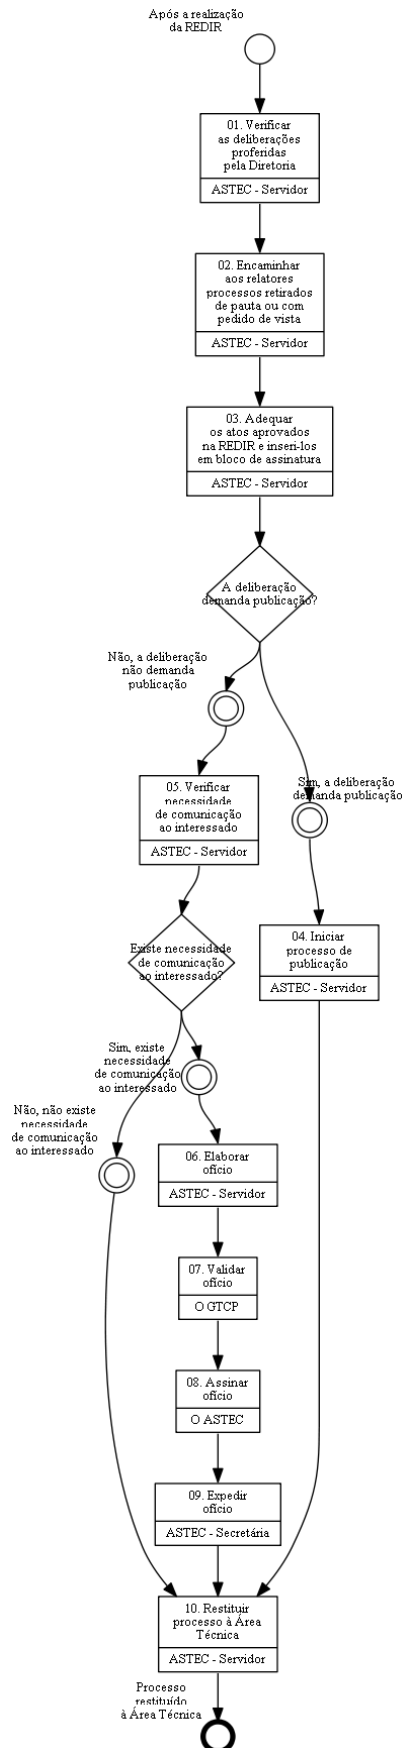 Após a realização
da REDIR
01. Verificar
as deliberações
proferidas
pela Diretoria
ASTEC - Servidor
02. Encaminhar
aos relatores
processos retirados
de pauta ou com
pedido de vista
ASTEC - Servidor
03. Adequar
os atos aprovados
na REDIR e inseri-los
em bloco de assinatura
ASTEC - Servidor
A deliberação
demanda publicação?
Não, a deliberação
não demanda
publicação
Sim, a deliberação
demanda publicação
05. Verificar
necessidade
de comunicação
ao interessado
ASTEC - Servidor
04. Iniciar
processo de
publicação
ASTEC - Servidor
Existe necessidade
de comunicação
ao interessado?
Sim, existe
necessidade
de comunicação
ao interessado
Não, não existe
necessidade
de comunicação
ao interessado
06. Elaborar
ofício
ASTEC - Servidor
07. Validar
ofício
O GTCP
08. Assinar
ofício
O ASTEC
09. Expedir
ofício
ASTEC - Secretária
10. Restituir
processo à Área
Técnica
ASTEC - Servidor
Processo
restituído
à Área Técnica